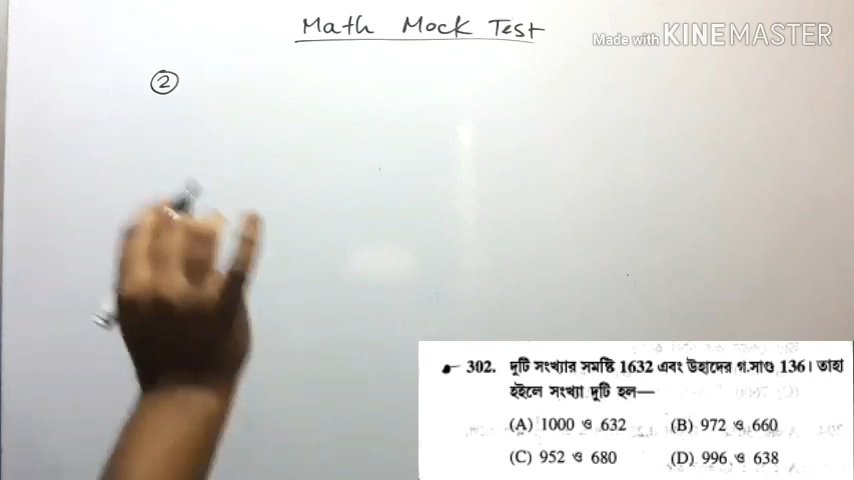 Math Mock Test
Made with KINEMASTER
2
302. দুটি সংখ্যার সমষ্টি 1632 এবং উহাদের গ.সাগু 136। তাহা
হইলে সংখ্যা দুটি হল—
(A) 1000 ও 632 (B) 972 ও 660
(C) 952 ও 680 (D) 996 ও 638